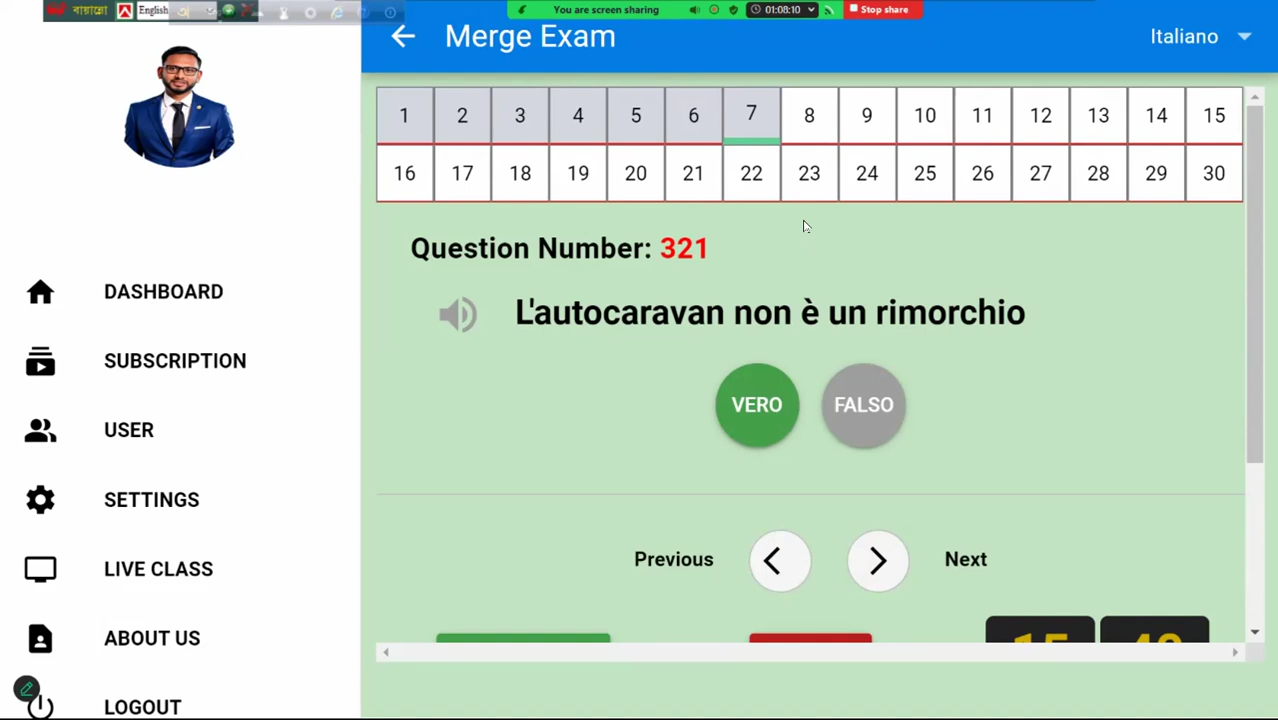 বায়ান্নো English
You are screen sharing 01:08:10 Stop share
Merge Exam
Italiano
1 2 3 4 5 6 7 8 9 10 11 12 13 14 15
16 17 18 19 20 21 22 23 24 25 26 27 28 29 30
Question Number: 321
L'autocaravan non è un rimorchio
VERO FALSO
Previous Next
DASHBOARD
SUBSCRIPTION
USER
SETTINGS
LIVE CLASS
ABOUT US
LOGOUT